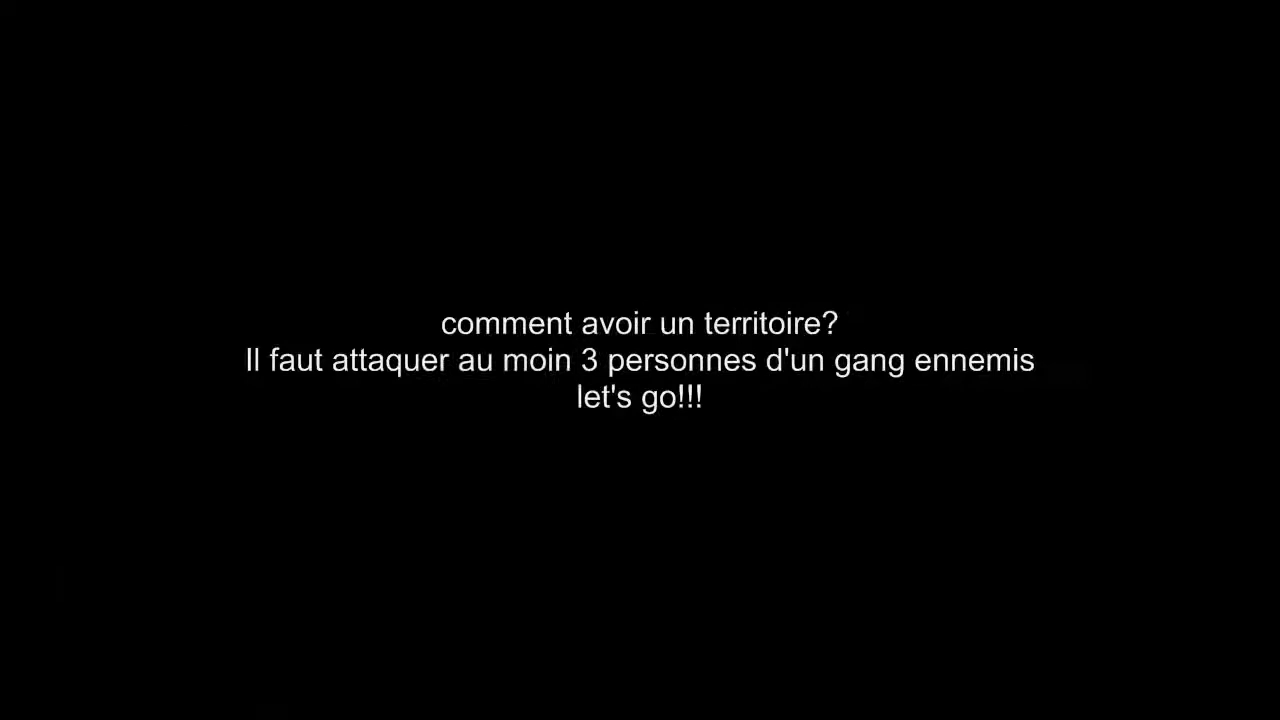 comment avoir un territoire?
Il faut attaquer au moin 3 personnes d'un gang ennemis
let's go!!!